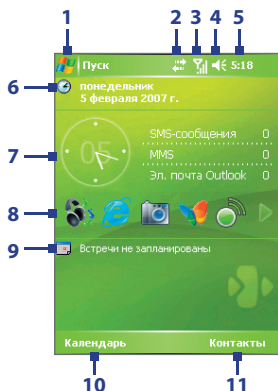 1 2 3 4 5
Пуск 5:18
6
понедельник
5 февраля 2007 г.
7
05
SMS-сообщения 0
MMS 0
Эл. почта Outlook 0
8
9
Встречи не запланированы
Календарь Контакты
10 11